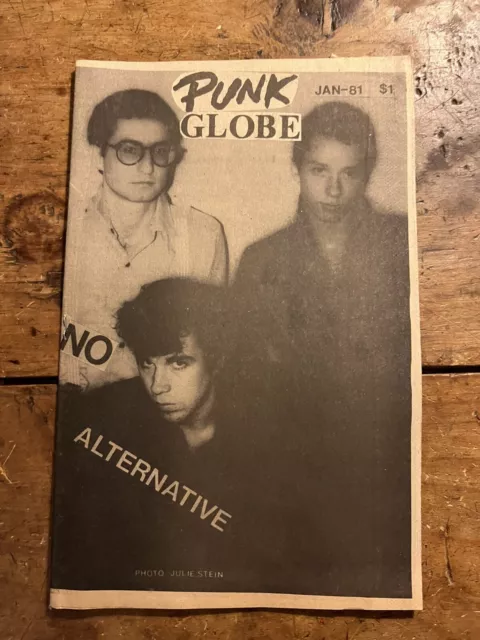 PUNK
GLOBE
JAN-81 $1
NO
ALTERNATIVE
PHOTO JULIE STEIN